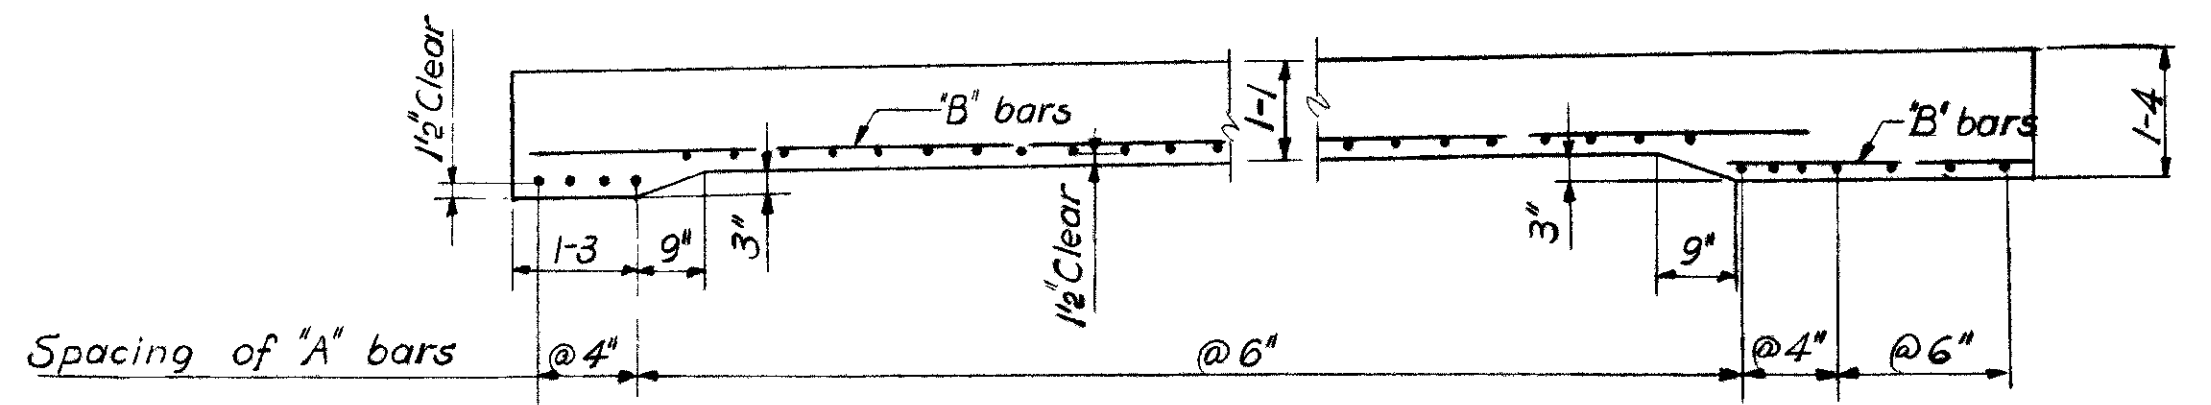 1½" Clear
"B" bars
1-1
"B" bars
1-4
1-3
9"
3"
1½" Clear
3"
9"
Spacing of "A" bars
@4"
@6"
@4"
@6"